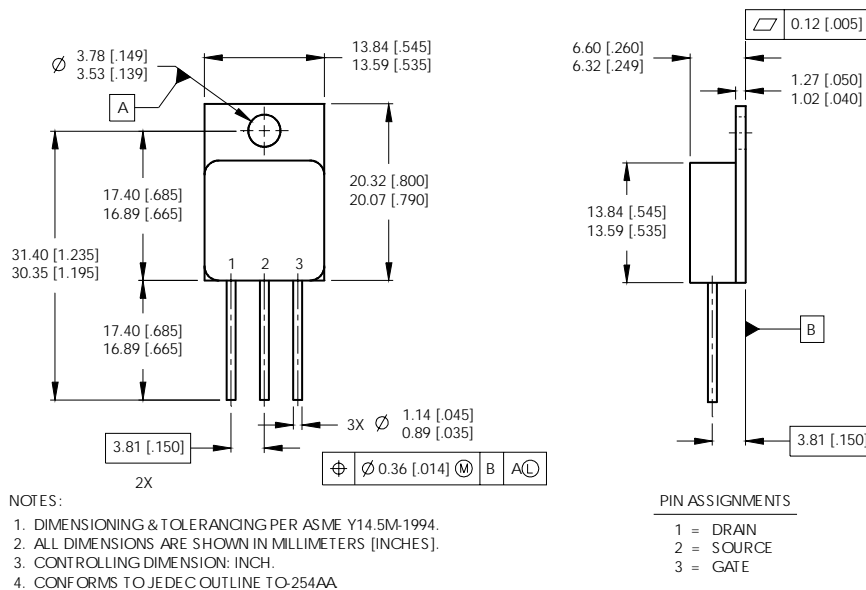 0.12 [.005]
Ø 3.78 [.149]
3.53 [.139]
13.84 [.545]
13.59 [.535]
6.60 [.260]
6.32 [.249]
1.27 [.050]
1.02 [.040]
A
17.40 [.685]
16.89 [.665]
20.32 [.800]
20.07 [.790]
13.84 [.545]
13.59 [.535]
31.40 [1.235]
30.35 [1.195]
1 2 3
17.40 [.685]
16.89 [.665]
B
3X Ø 1.14 [.045]
0.89 [.035]
3.81 [.150]
2X
⌖ Ø 0.36 [.014] Ⓜ B AⓁ
3.81 [.150]
NOTES:
1. DIMENSIONING & TOLERANCING PER ASME Y14.5M-1994.
2. ALL DIMENSIONS ARE SHOWN IN MILLIMETERS [INCHES].
3. CONTROLLING DIMENSION: INCH.
4. CONFORMS TO JEDEC OUTLINE TO-254AA.
PIN ASSIGNMENTS
1 = DRAIN
2 = SOURCE
3 = GATE